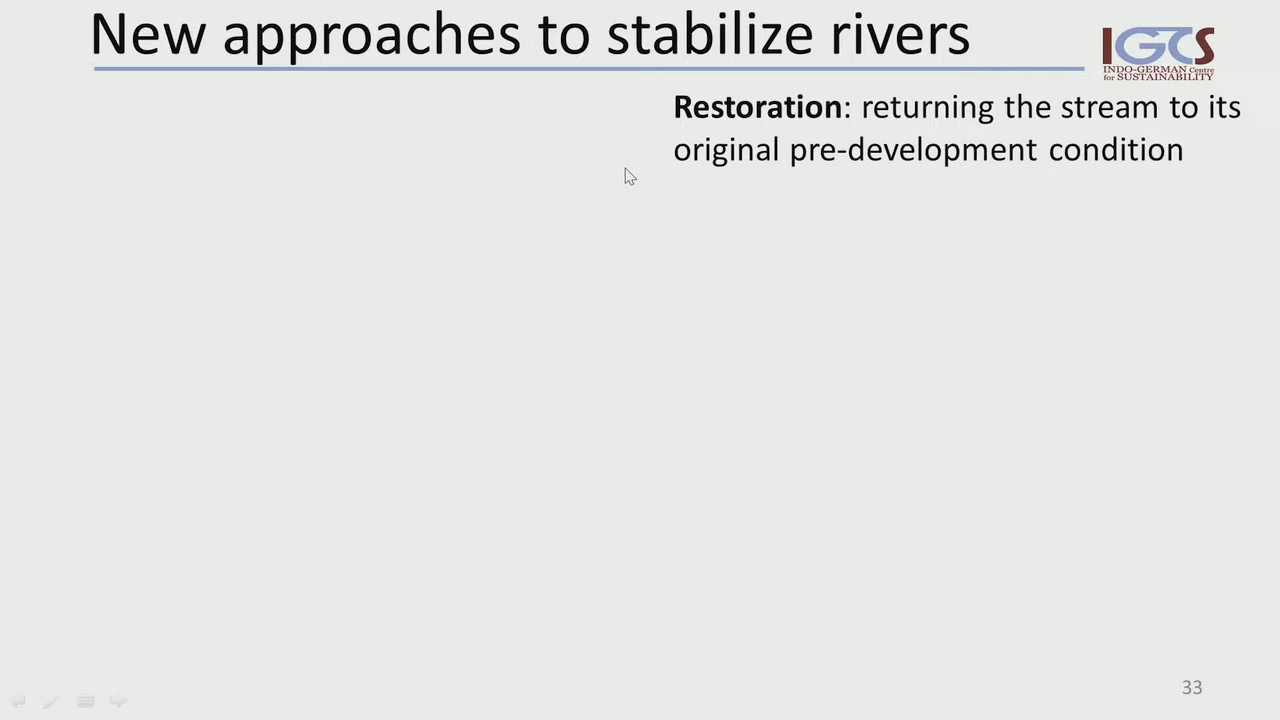 New approaches to stabilize rivers
IGCS
INDO-GERMAN Centre
for SUSTAINABILITY
Restoration: returning the stream to its
original pre-development condition
33